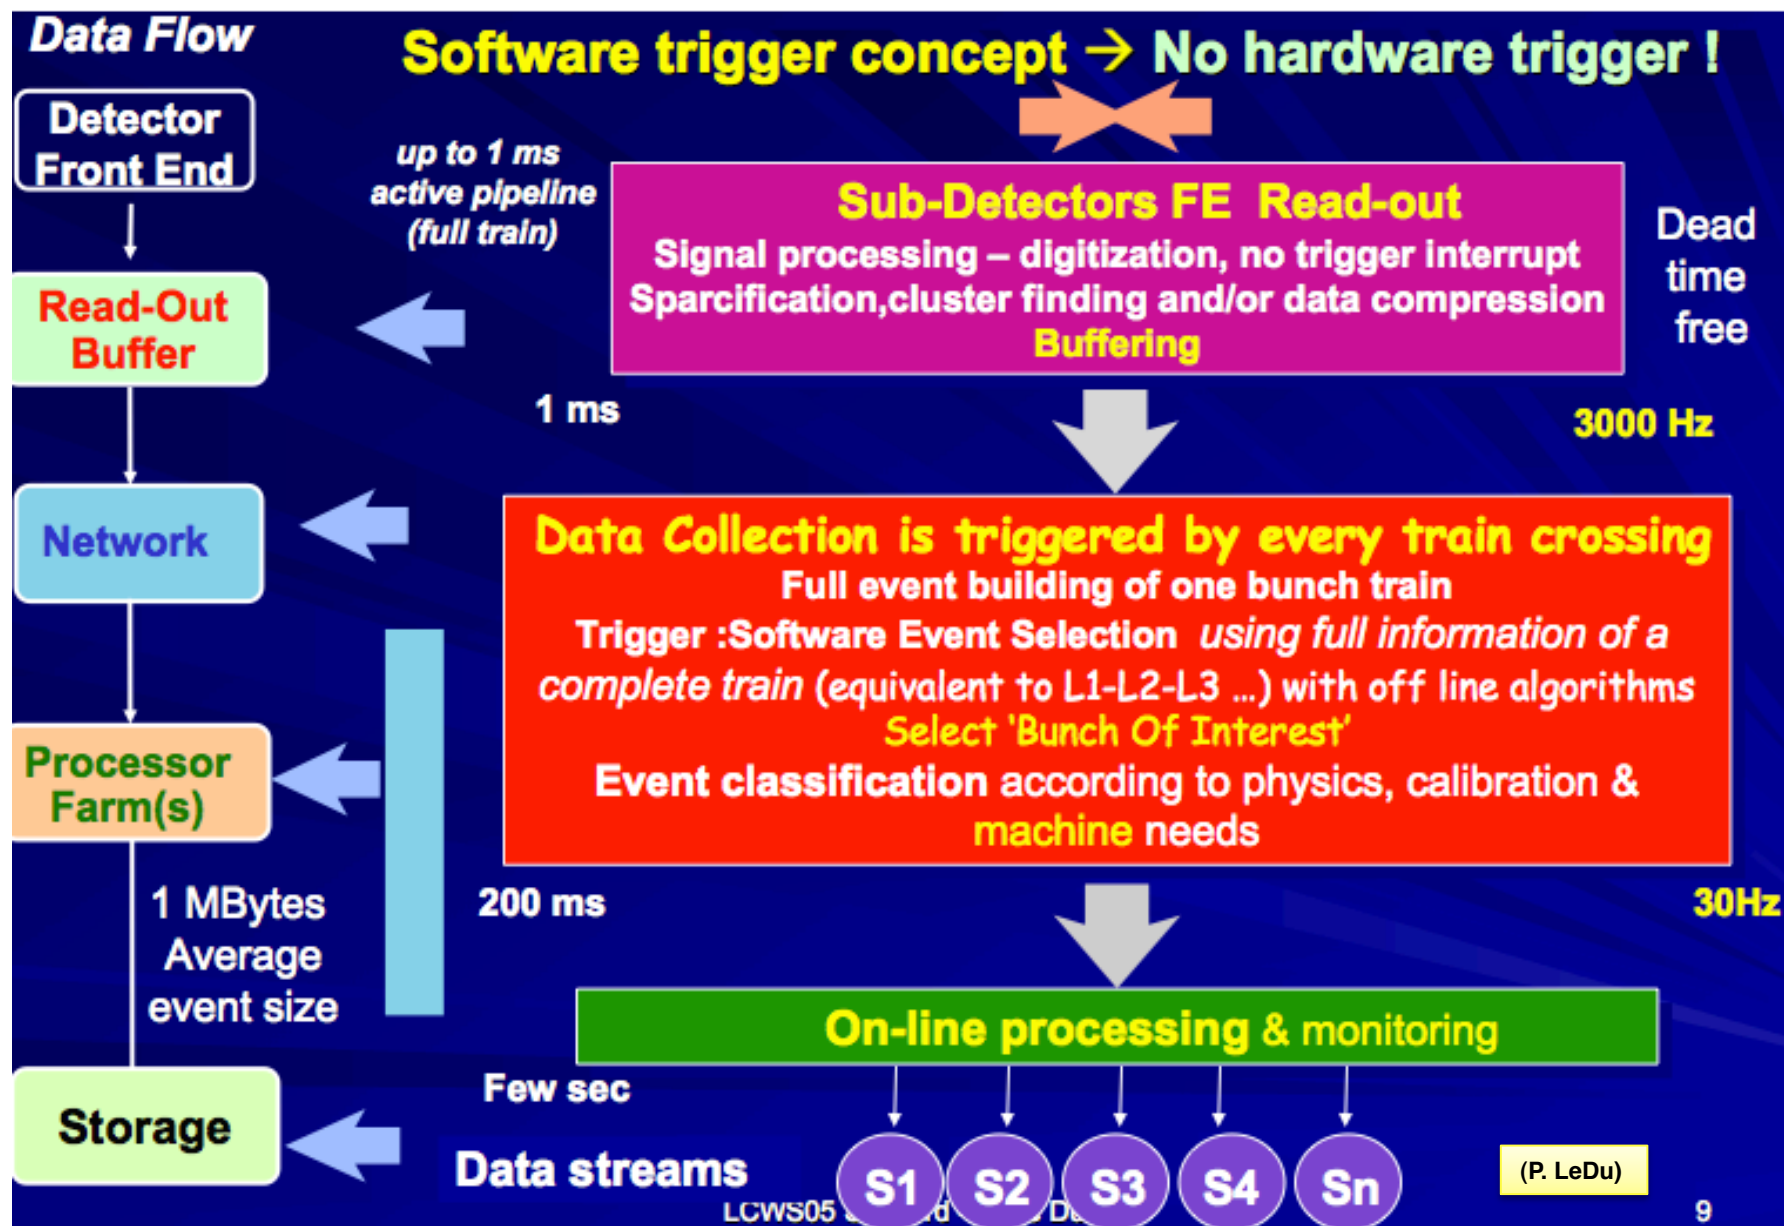 Data Flow
Software trigger concept → No hardware trigger !
Detector
Front End
up to 1 ms
active pipeline
(full train)
Sub-Detectors FE Read-out
Signal processing – digitization, no trigger interrupt
Sparcification,cluster finding and/or data compression
Buffering
Dead
time
free
Read-Out
Buffer
1 ms
3000 Hz
Network
Data Collection is triggered by every train crossing
Full event building of one bunch train
Trigger :Software Event Selection using full information of a
complete train (equivalent to L1-L2-L3 ...) with off line algorithms
Select ‘Bunch Of Interest’
Event classification according to physics, calibration &
machine needs
Processor
Farm(s)
1 MBytes
Average
event size
200 ms
30Hz
On-line processing & monitoring
Few sec
Storage
Data streams
S1 S2 S3 S4 Sn
(P. LeDu)
LCWS05
9